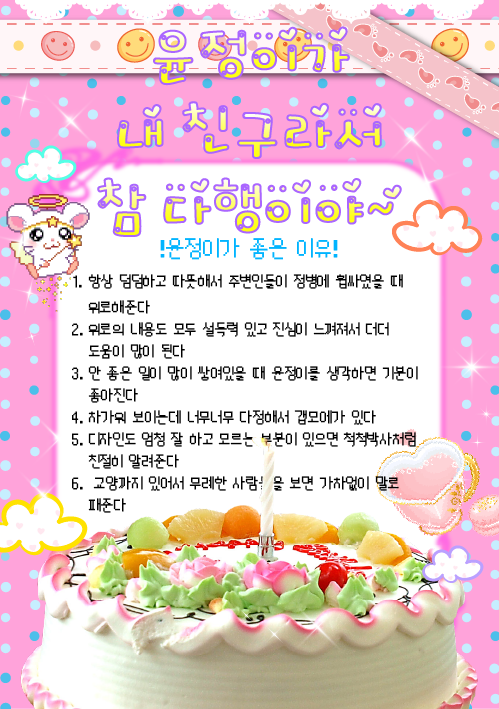 윤정이가
내 친구라서
참 다행이야~
!윤정이가 좋은 이유!
1. 항상 덤덤하고 따뜻해서 주변인들이 정병에 휩싸였을 때
위로해준다
2. 위로의 내용도 모두 설득력 있고 진심이 느껴져서 더더
도움이 많이 된다
3. 안 좋은 일이 많이 쌓여있을 때 윤정이를 생각하면 기분이
좋아진다
4. 차가워 보이는데 너무너무 다정해서 갭모에가 있다
5. 디자인도 엄청 잘 하고 모르는 부분이 있으면 척척박사처럼
친절히 알려준다
6. 교양까지 있어서 무례한 사람들을 보면 가차없이 말로
패준다